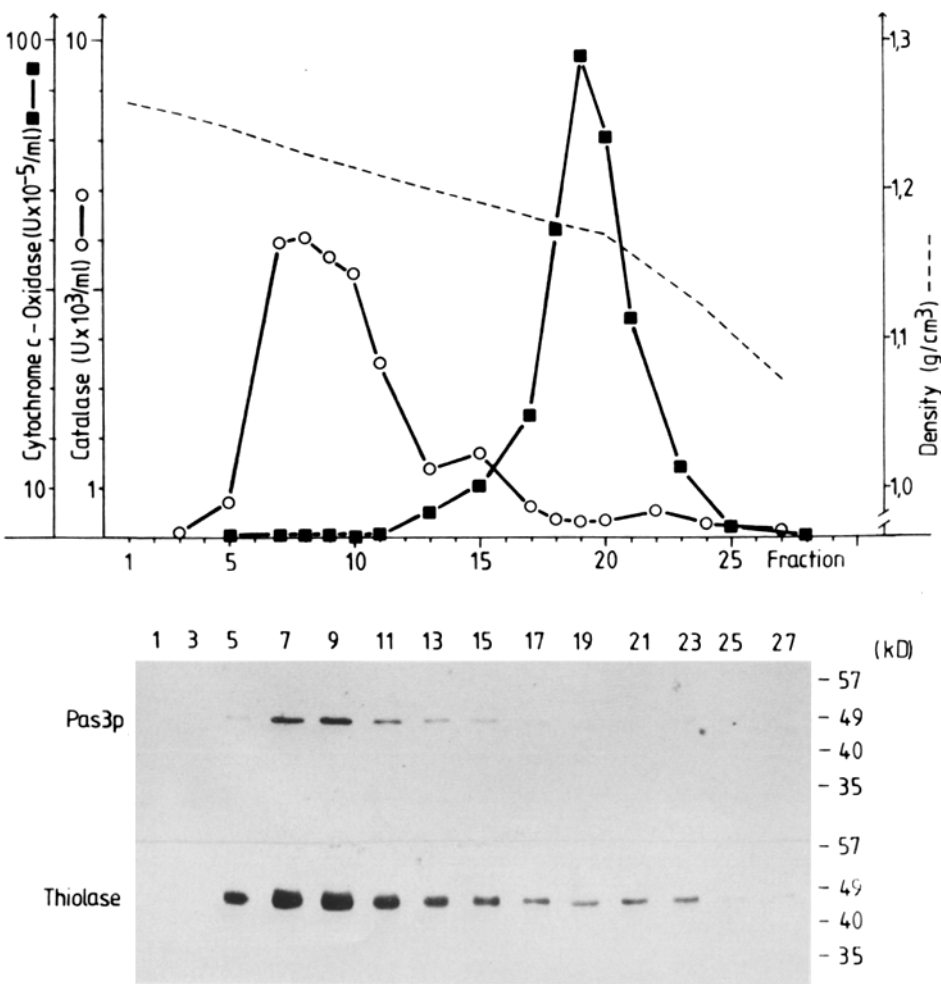 100
10
1,3
Cytochrome c-Oxidase (Ux10⁻⁵/ml) ■—■
Catalase (Ux10³/ml) ○—○
1,2
1,1
Density (g/cm³) ----
10
1
1,0
1 5 10 15 20 25 Fraction
1 3 5 7 9 11 13 15 17 19 21 23 25 27 (kD)
- 57
Pas3p - 49
- 40
- 35
- 57
Thiolase - 49
- 40
- 35